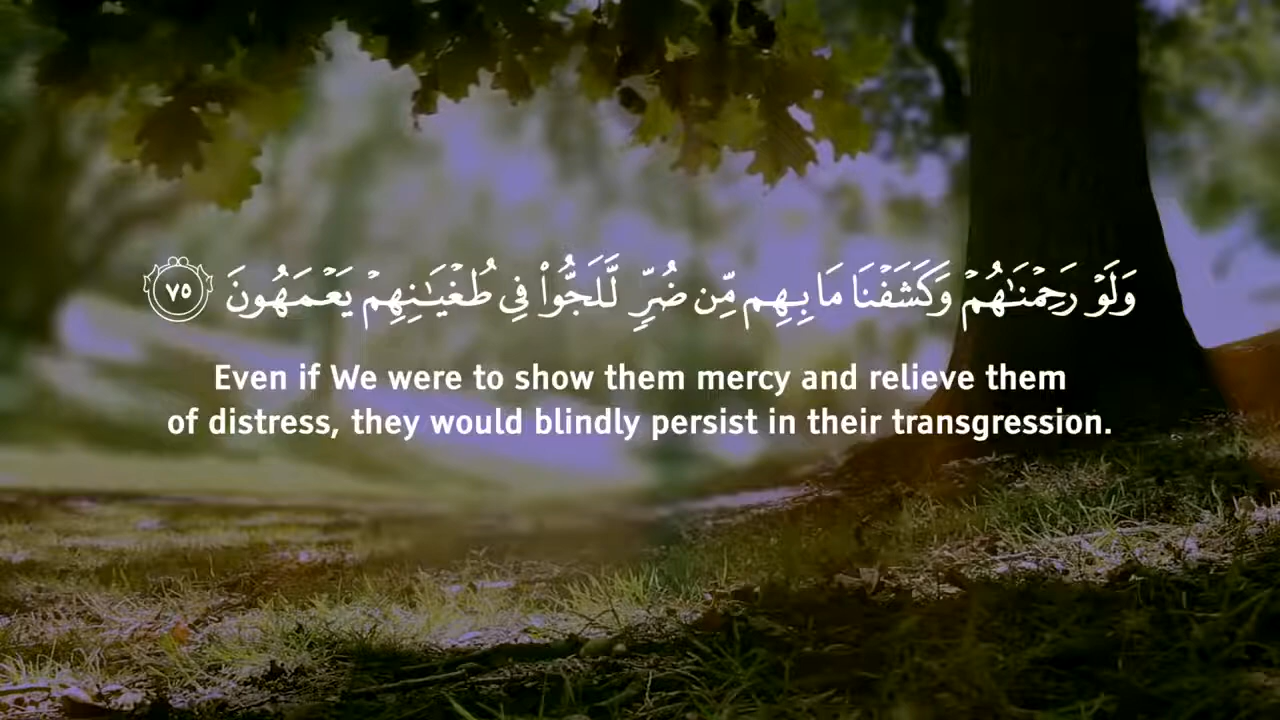 وَلَوْ رَحِمْنَٰهُمْ وَكَشَفْنَا مَا بِهِم مِّن ضُرٍّ لَّلَجُّوا۟ فِى طُغْيَٰنِهِمْ يَعْمَهُونَ ٧٥
Even if We were to show them mercy and relieve them
of distress, they would blindly persist in their transgression.